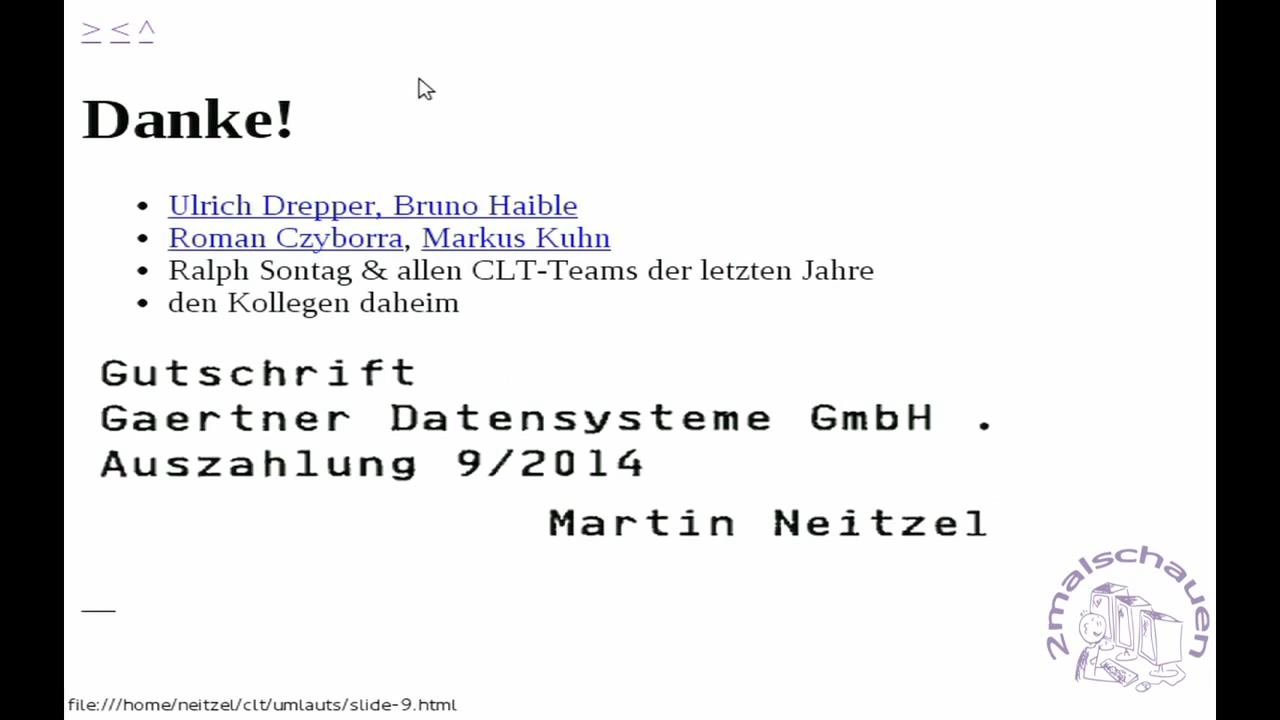 > < ^
Danke!
• Ulrich Drepper, Bruno Haible
• Roman Czyborra, Markus Kuhn
• Ralph Sontag & allen CLT-Teams der letzten Jahre
• den Kollegen daheim
Gutschrift
Gaertner Datensysteme GmbH .
Auszahlung 9/2014
Martin Neitzel
2malschauen
file:///home/neitzel/clt/umlauts/slide-9.html